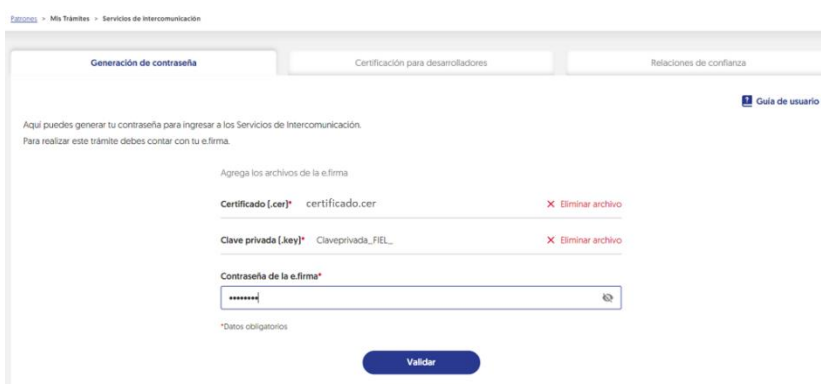 Patrones > Mis Trámites > Servicios de Intercomunicación
Generación de contraseña
Certificación para desarrolladores
Relaciones de confianza
Guía de usuario
Aquí puedes generar tu contraseña para ingresar a los Servicios de Intercomunicación.
Para realizar este trámite debes contar con tu e.firma.
Agrega los archivos de la e.firma
Certificado (.cer)* certificado.cer X Eliminar archivo
Clave privada (.key)* Claveprivada_FIEL_ X Eliminar archivo
Contraseña de la e.firma*
••••••••
*Datos obligatorios
Validar